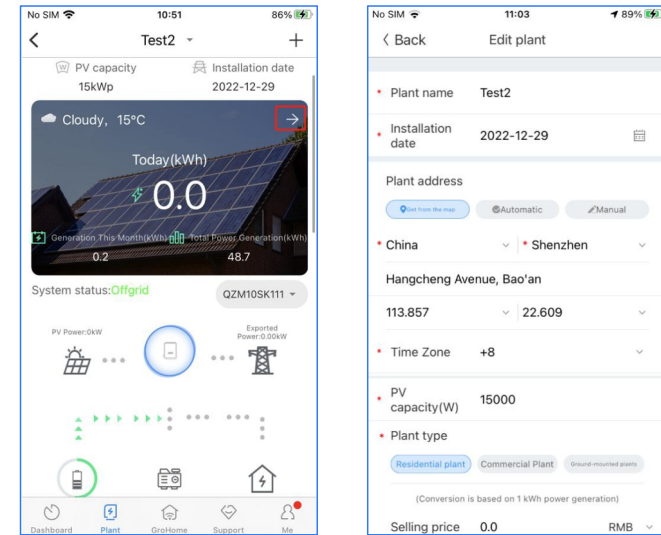 No SIM 10:51 86%
Test2
PV capacity Installation date
15kWp 2022-12-29
Cloudy, 15°C
Today(kWh)
0.0
Generation This Month(kWh) Total Power Generation(kWh)
0.2 48.7
System status:Offgrid QZM10SK111
PV Power:0kW
Exported
Power:0.00kW
Dashboard Plant GroHome Support Me
No SIM 11:03 89%
Back Edit plant
* Plant name Test2
* Installation
date 2022-12-29
Plant address
Get from the map Automatic Manual
* China * Shenzhen
Hangcheng Avenue, Bao'an
113.857 22.609
* Time Zone +8
* PV
capacity(W) 15000
* Plant type
Residential plant Commercial Plant Ground-mounted plants
(Conversion is based on 1 kWh power generation)
Selling price 0.0 RMB